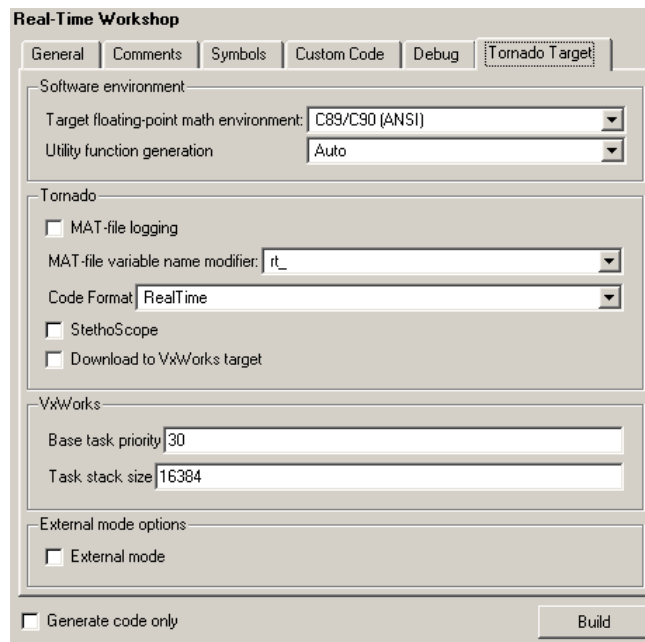 Real-Time Workshop
General Comments Symbols Custom Code Debug Tornado Target
Software environment
Target floating-point math environment: C89/C90 (ANSI)
Utility function generation Auto
Tornado
MAT-file logging
MAT-file variable name modifier: rt_
Code Format RealTime
StethoScope
Download to VxWorks target
VxWorks
Base task priority 30
Task stack size 16384
External mode options
External mode
Generate code only Build